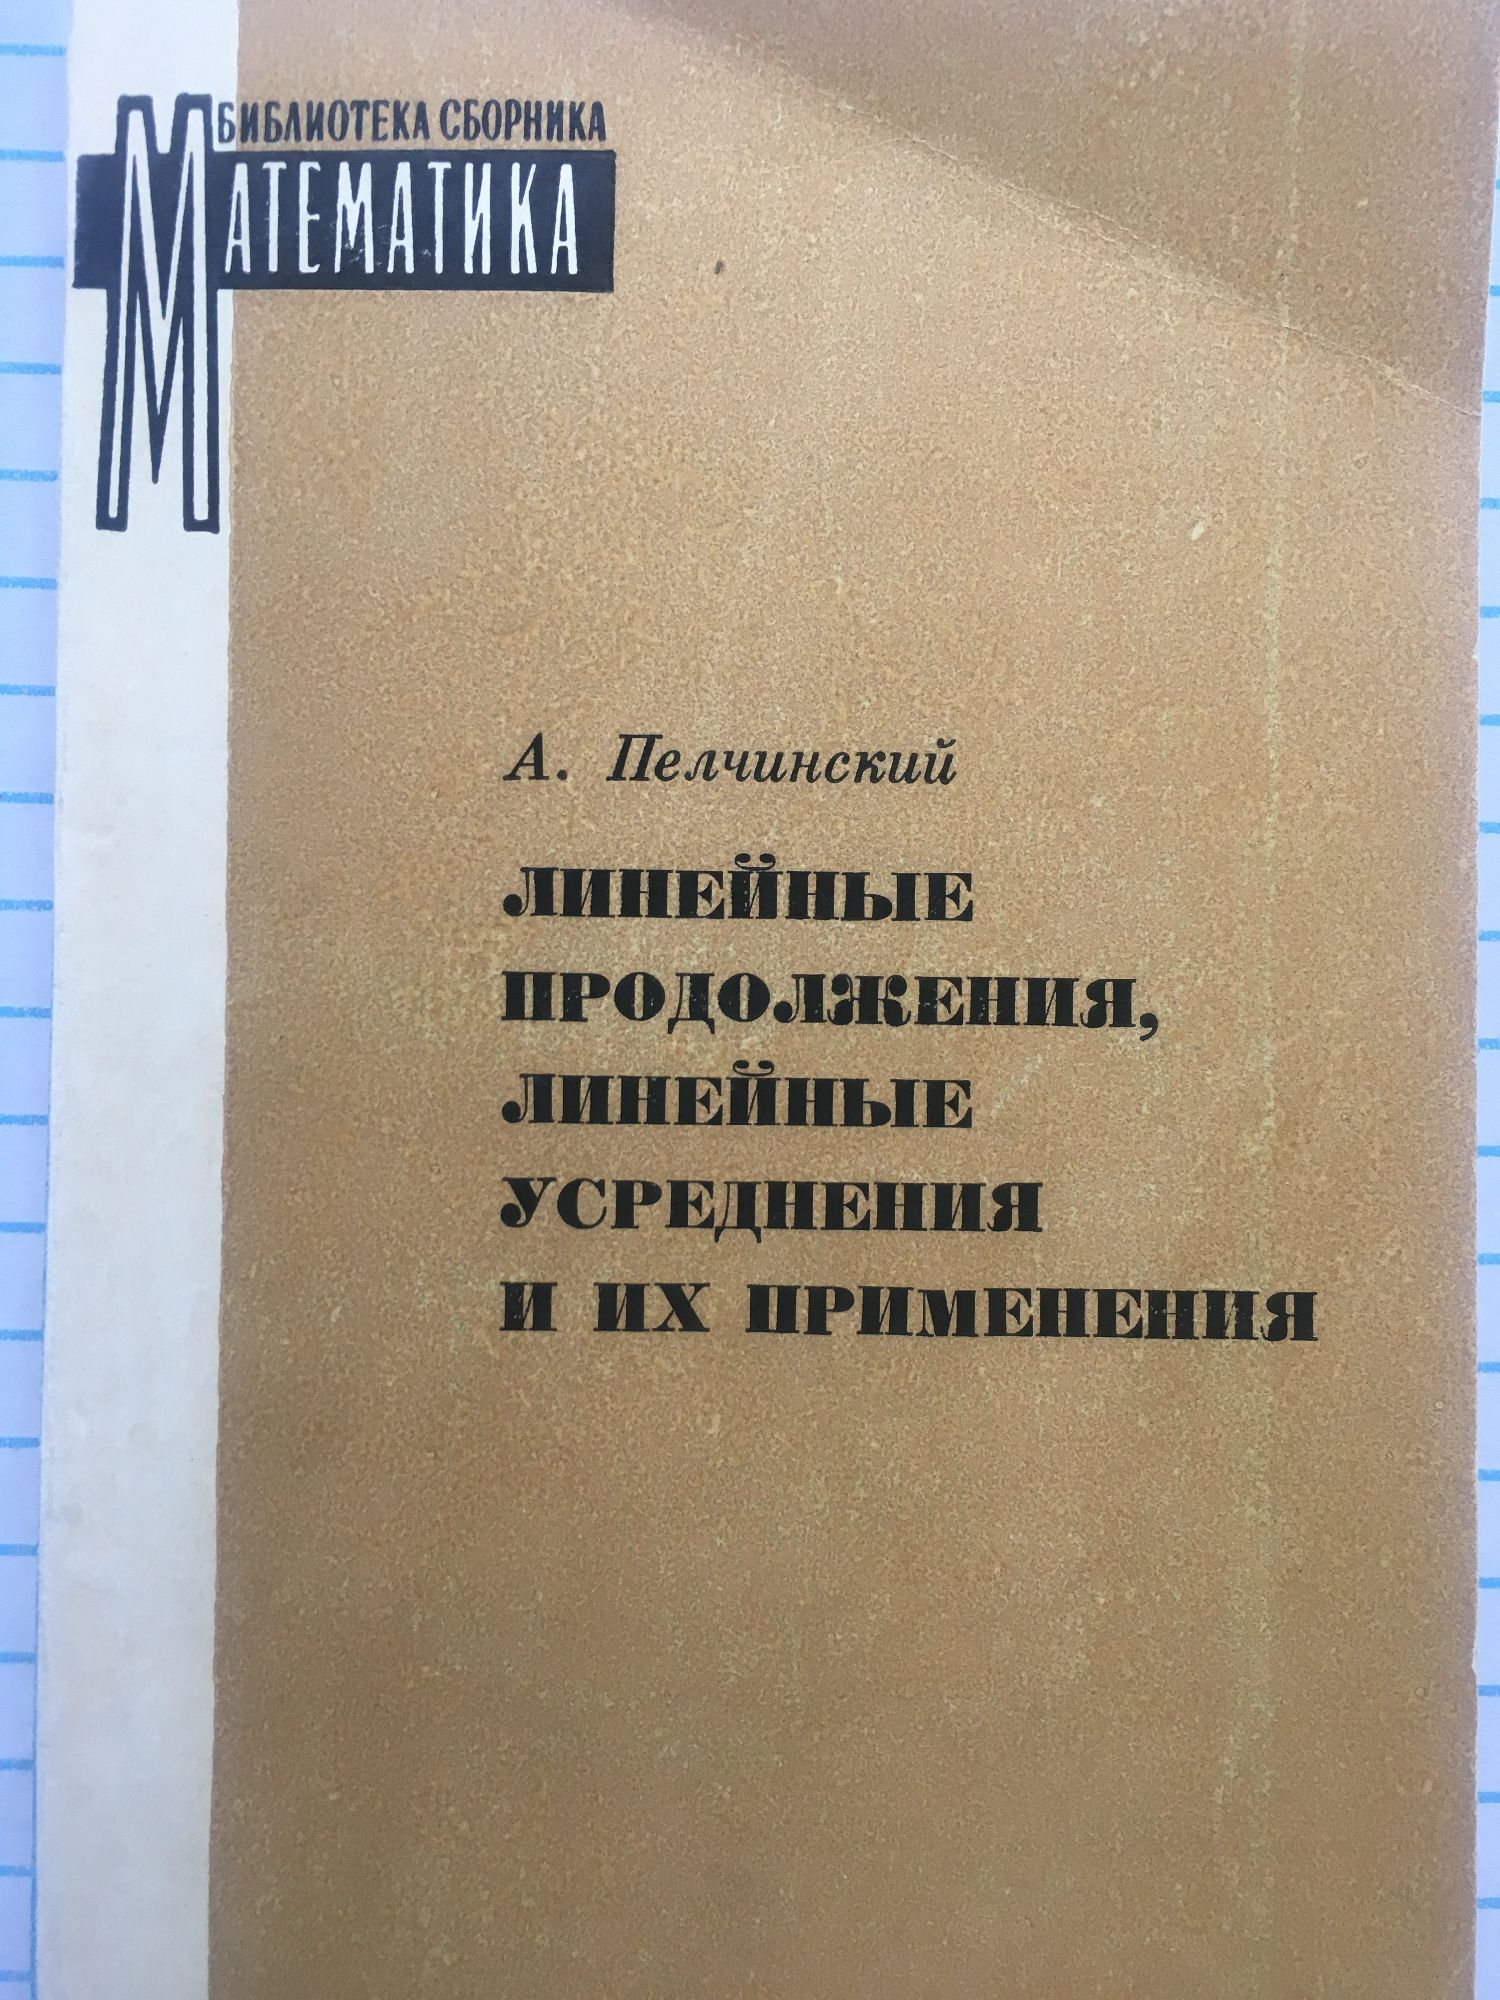 БИБЛИОТЕКА СБОРНИКА
МАТЕМАТИКА
А. Пелчинский
ЛИНЕЙНЫЕ
ПРОДОЛЖЕНИЯ,
ЛИНЕЙНЫЕ
УСРЕДНЕНИЯ
И ИХ ПРИМЕНЕНИЯ